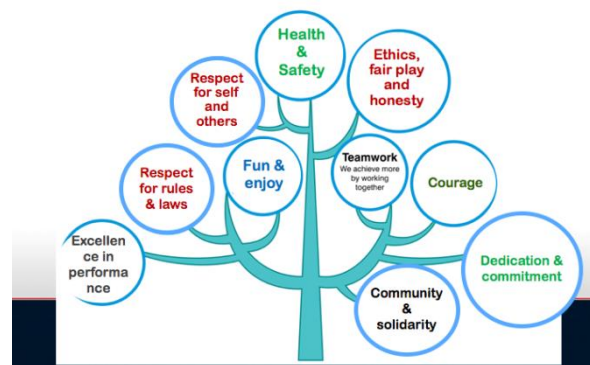 Health
&
Safety
Ethics,
fair play
and
honesty
Respect
for self
and
others
Fun &
enjoy
Teamwork
We achieve more
by working
together
Courage
Respect
for rules
& laws
Excellen
ce in
performa
nce
Dedication &
commitment
Community
&
solidarity